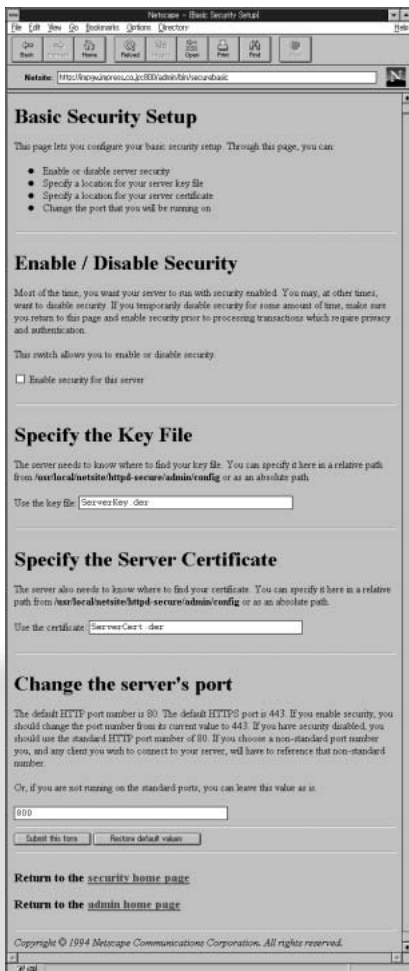 Netscape - [Basic Security Setup]
File Edit View Go Bookmarks Options Directory Help
Back
Home
Reload
Open
Print
Find
Netsite:
Basic Security Setup
This page lets you configure your basic security setup. Through this page, you can:
Enable or disable server security
Specify a location for your server key file
Specify a location for your server certificate
Change the port that you will be running on
Enable / Disable Security
Most of the time, you want your server to run with security enabled. You may, at other times,
want to disable security. If you temporarily disable security for some amount of time, make sure
you return to this page and enable security prior to processing transactions which require privacy
and authentication.
This switch allows you to enable or disable security.
Enable security for this server
Specify the Key File
The server needs to know where to find your key file. You can specify it here in a relative path
from /usr/local/netsite/httpd-secure/admin/config or as an absolute path.
Use the key file: ServerKey.der
Specify the Server Certificate
The server also needs to know where to find your certificate. You can specify it here in a relative
path from /usr/local/netsite/httpd-secure/admin/config or as an absolute path.
Use the certificate: ServerCert.der
Change the server's port
The default HTTP port number is 80. The default HTTPS port is 443. If you enable security, you
should change the port number from its current value to 443. If you have security disabled, you
should use the standard HTTP port number of 80. If you choose a non-standard port number
you, and any client you wish to connect to your server, will have to reference that non-standard
number.
Or, if you are not running on the standard ports, you can leave this value as is.
800
Submit this form Restore default values
Return to the security home page
Return to the admin home page
Copyright © 1994 Netscape Communications Corporation. All rights reserved.